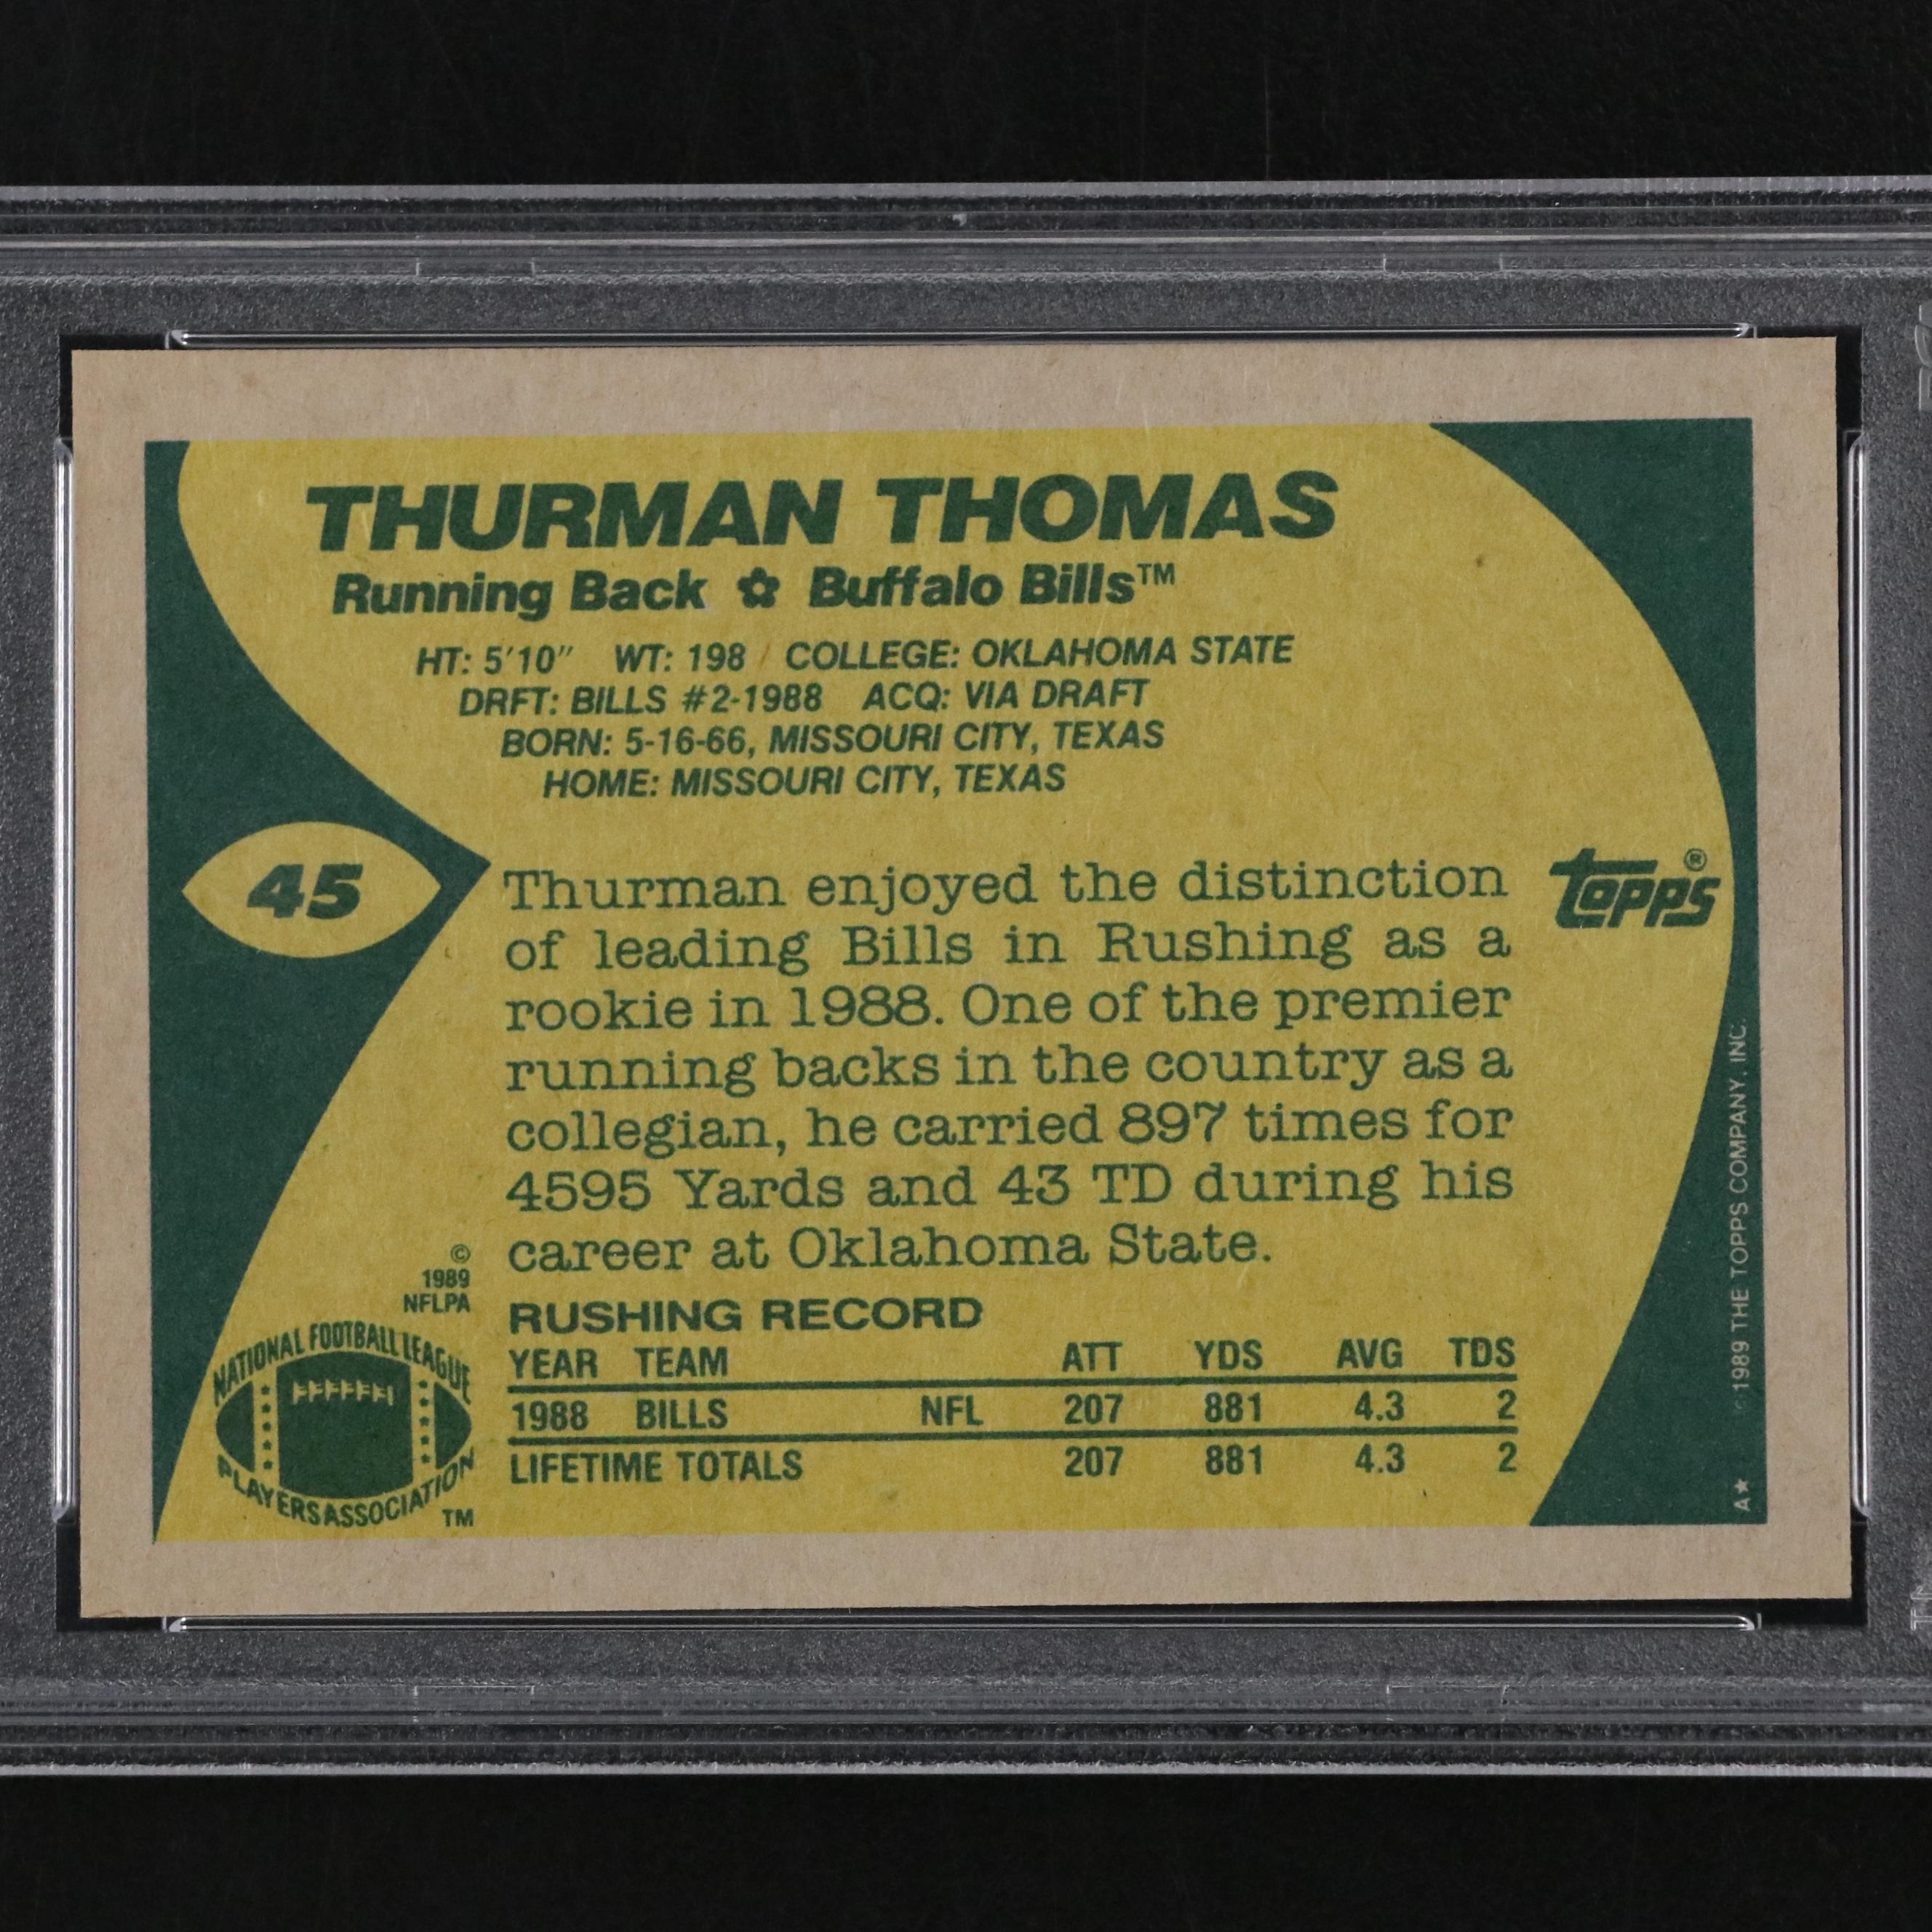 THURMAN THOMAS
Running Back ✿ Buffalo Bills™
HT: 5'10" WT: 198 COLLEGE: OKLAHOMA STATE
DRFT: BILLS #2-1988 ACQ: VIA DRAFT
BORN: 5-16-66, MISSOURI CITY, TEXAS
HOME: MISSOURI CITY, TEXAS
45
Thurman enjoyed the distinction
of leading Bills in Rushing as a
rookie in 1988. One of the premier
running backs in the country as a
collegian, he carried 897 times for
4595 Yards and 43 TD during his
career at Oklahoma State.
topps®
©
1989
NFLPA
NATIONAL FOOTBALL LEAGUE
PLAYERS ASSOCIATION
TM
RUSHING RECORD
YEAR TEAM ATT YDS AVG TDS
1988 BILLS NFL 207 881 4.3 2
LIFETIME TOTALS 207 881 4.3 2
©1989 THE TOPPS COMPANY, INC.
A★